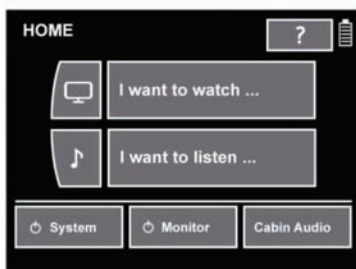 HOME
?
I want to watch ...
I want to listen ...
System
Monitor
Cabin Audio